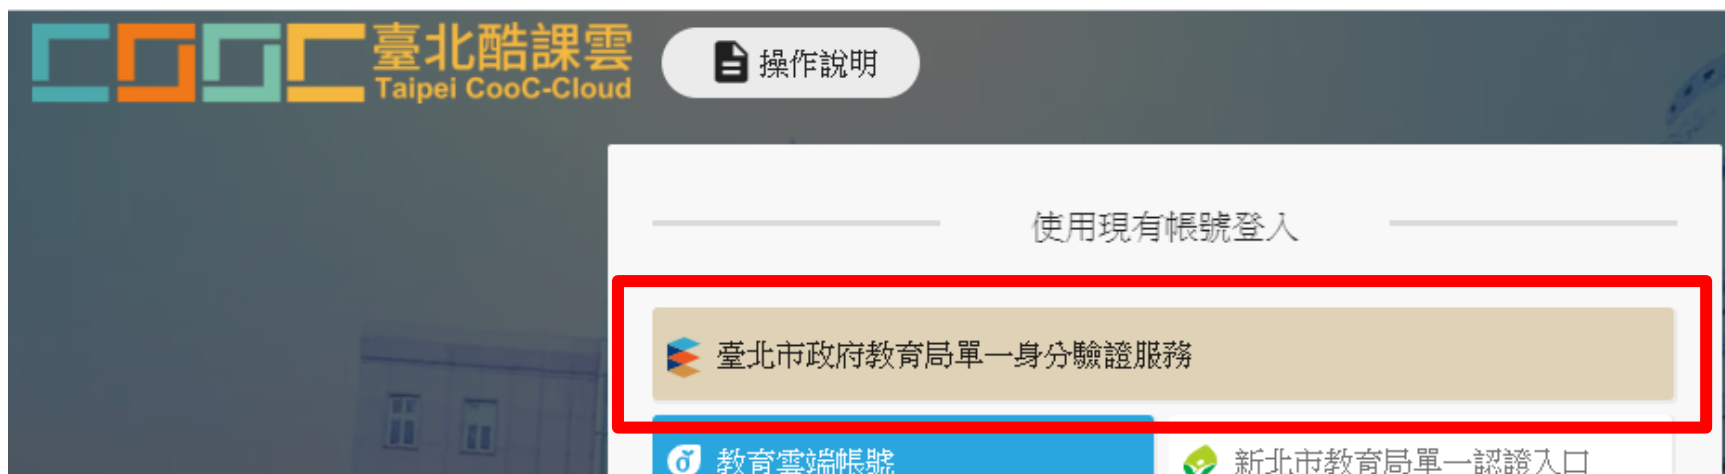 臺北酷課雲
Taipei CooC-Cloud
操作說明
使用現有帳號登入
臺北市政府教育局單一身分驗證服務
教育雲端帳號
新北市教育局單一認證入口